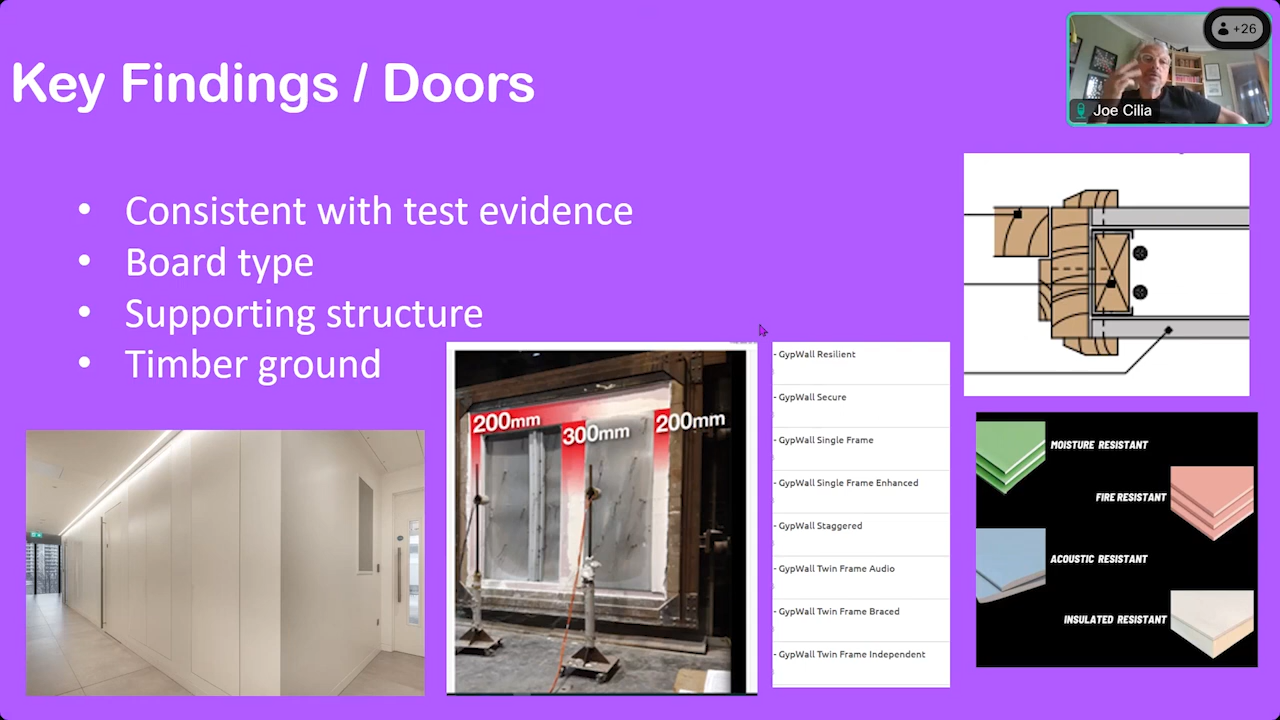 Key Findings / Doors
+26
Joe Cilia
• Consistent with test evidence
• Board type
• Supporting structure
• Timber ground
200mm
300mm
200mm
- GypWall Resilient
- GypWall Secure
- GypWall Single Frame
- GypWall Single Frame Enhanced
- GypWall Staggered
- GypWall Twin Frame Audio
- GypWall Twin Frame Braced
- GypWall Twin Frame Independent
MOISTURE RESISTANT
FIRE RESISTANT
ACOUSTIC RESISTANT
INSULATED RESISTANT